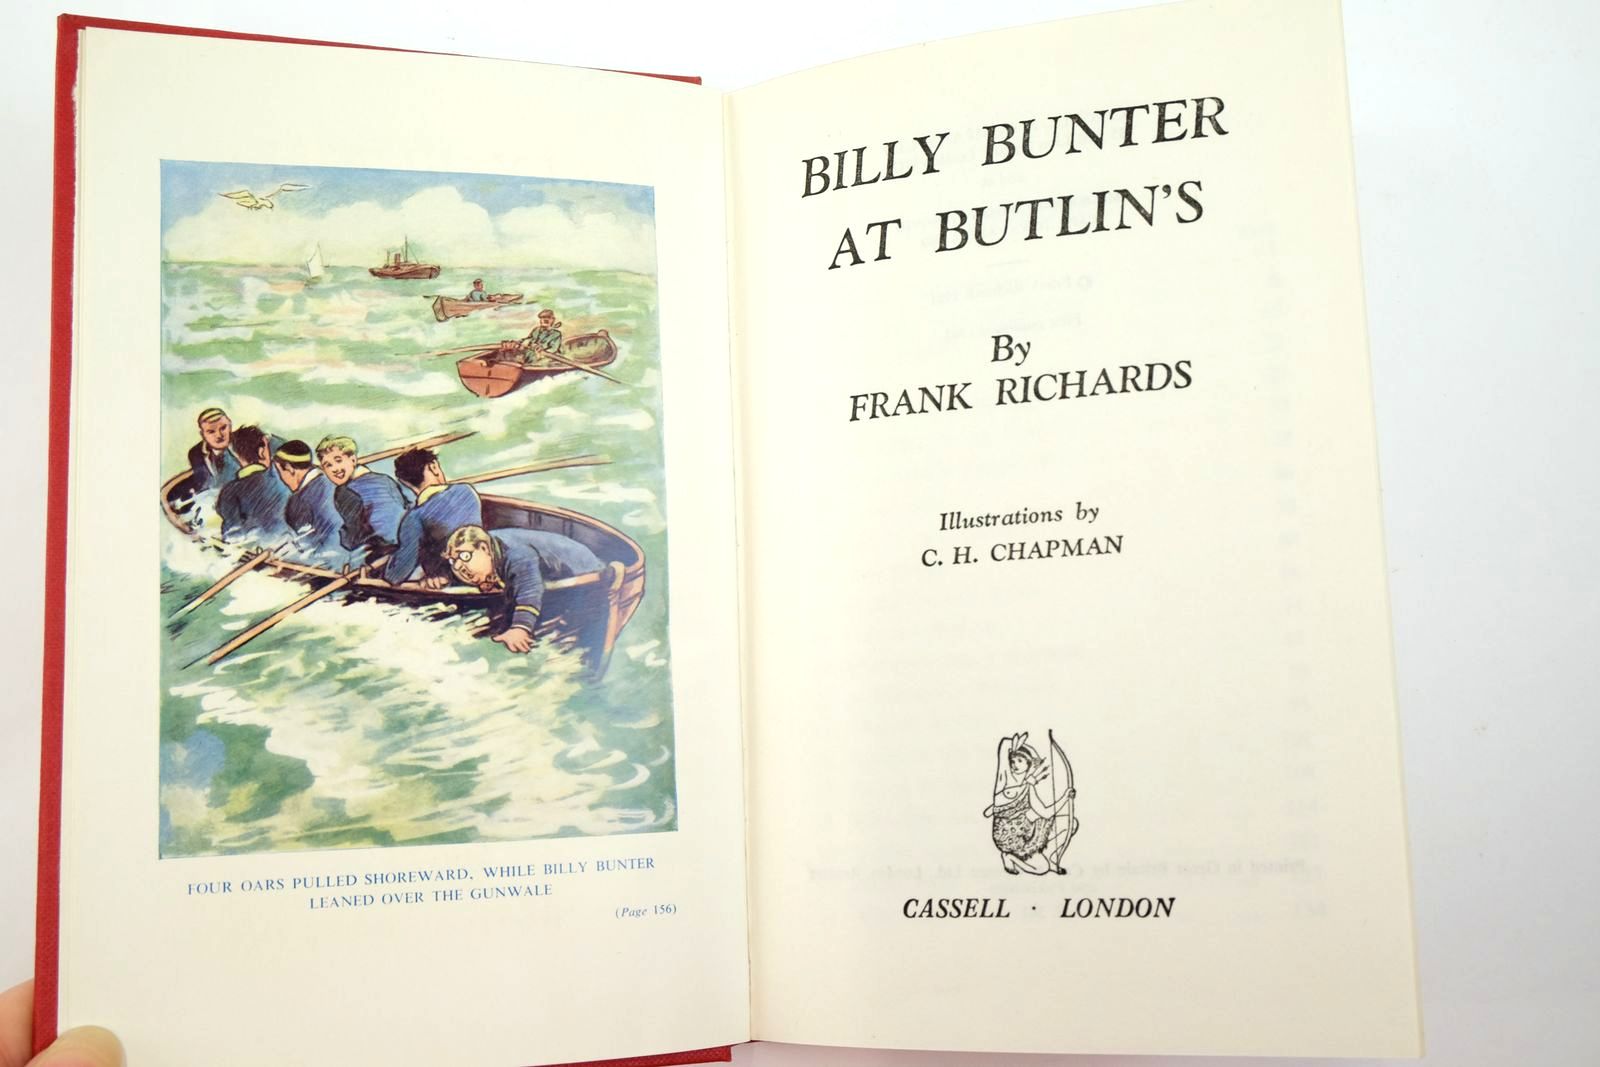 FOUR OARS PULLED SHOREWARD, WHILE BILLY BUNTER
LEANED OVER THE GUNWALE
(Page 156)
BILLY BUNTER
AT BUTLIN'S
By
FRANK RICHARDS
Illustrations by
C. H. CHAPMAN
CASSELL · LONDON